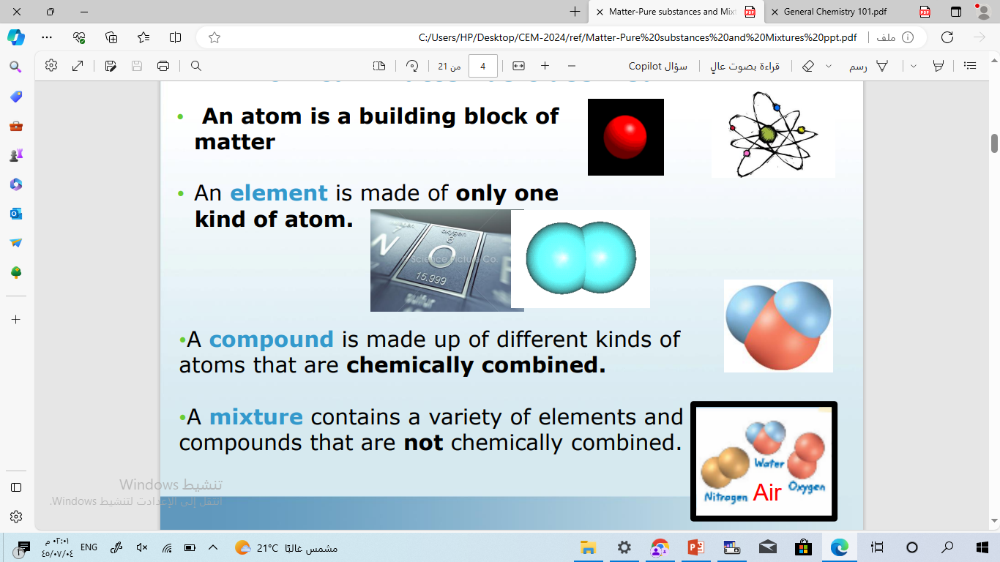 Matter-Pure substances and Mixt
General Chemistry 101.pdf
C:/Users/HP/Desktop/CEM-2024/ref/Matter-Pure%20substances%20and%20Mixtures%20ppt.pdf
ملف
4
من 21
سؤال Copilot
قراءة بصوت عالٍ
رسم
• An atom is a building block of
matter
• An element is made of only one
kind of atom.
oxygen
8
N
O
15.999
sulfur
Science Picture Co.
•A compound is made up of different kinds of
atoms that are chemically combined.
•A mixture contains a variety of elements and
compounds that are not chemically combined.
Water
Nitrogen
Air
Oxygen
تنشيط Windows
انتقل إلى الإعدادت لتنشيط Windows.
٠٢:٠١ م
٤٥/٠٧/٠٤
ENG
21°C
مشمس غالبًا